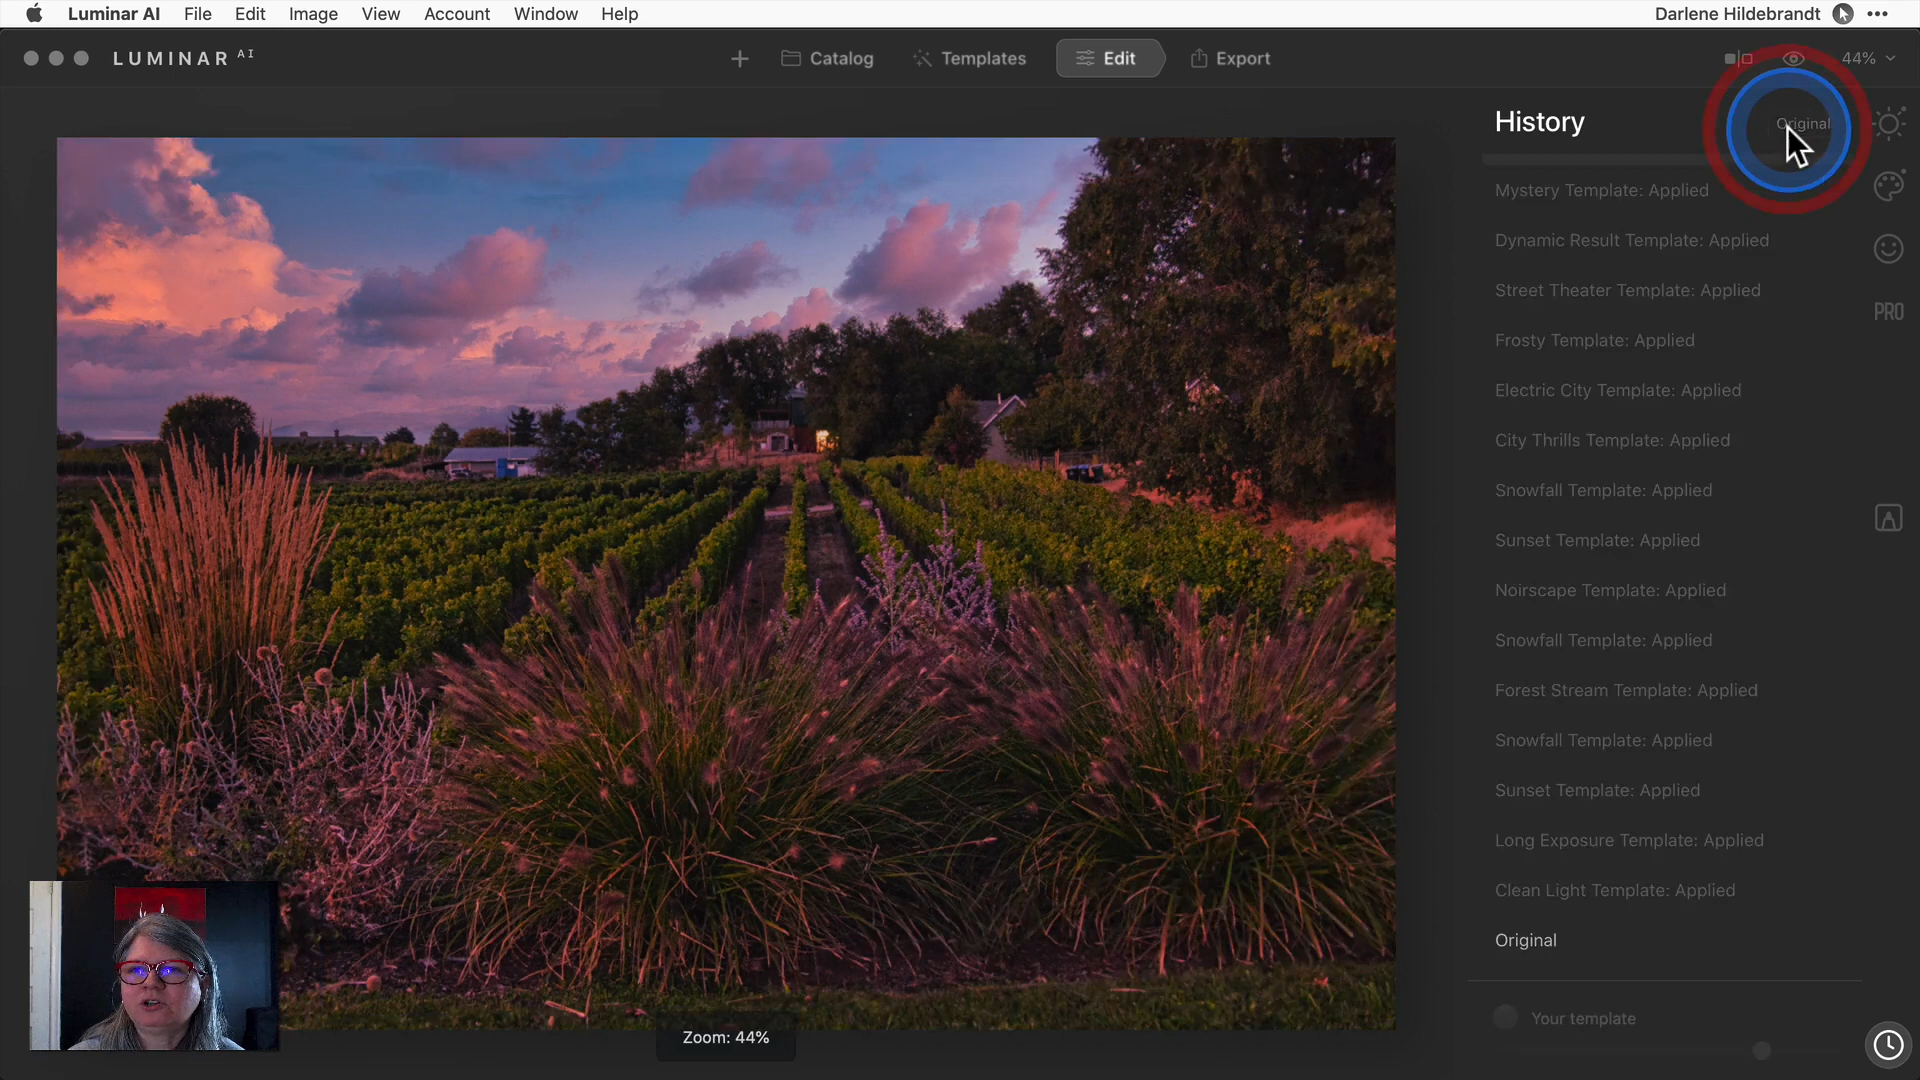 Luminar AI File Edit Image View Account Window Help Darlene Hildebrandt
LUMINAR AI
Catalog Templates Edit Export 44%
History Original
Mystery Template: Applied
Dynamic Result Template: Applied
Street Theater Template: Applied
Frosty Template: Applied
Electric City Template: Applied
City Thrills Template: Applied
Snowfall Template: Applied
Sunset Template: Applied
Noirscape Template: Applied
Snowfall Template: Applied
Forest Stream Template: Applied
Snowfall Template: Applied
Sunset Template: Applied
Long Exposure Template: Applied
Clean Light Template: Applied
Original
Your template
PRO
Zoom: 44%